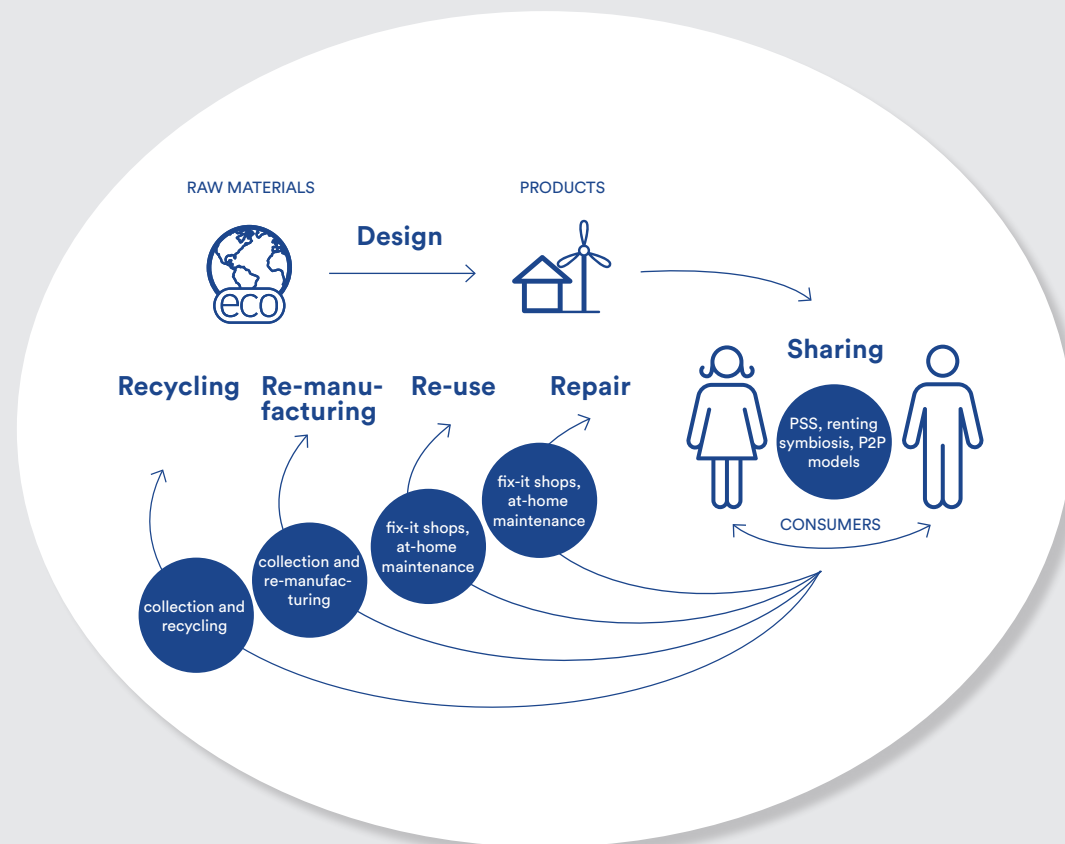 RAW MATERIALS
PRODUCTS
Design
eco
Sharing
PSS, renting
symbiosis, P2P
models
CONSUMERS
Recycling
Re-manu-
facturing
Re-use
Repair
fix-it shops,
at-home
maintenance
fix-it shops,
at-home
maintenance
collection and
re-manufac-
turing
collection and
recycling